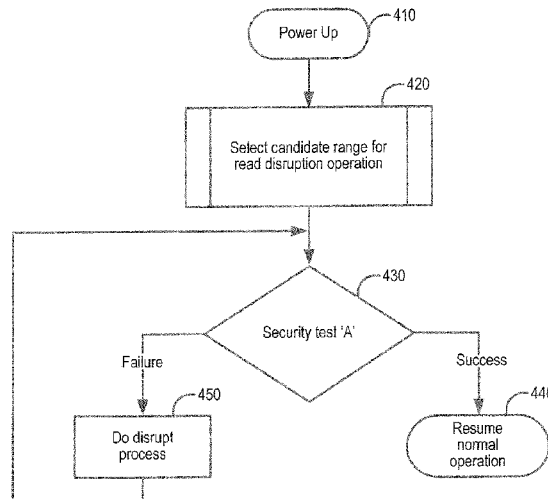 Power Up
410
420
Select candidate range for
read disruption operation
430
Security test 'A'
Failure
Success
450
440
Do disrupt
process
Resume
normal
operation